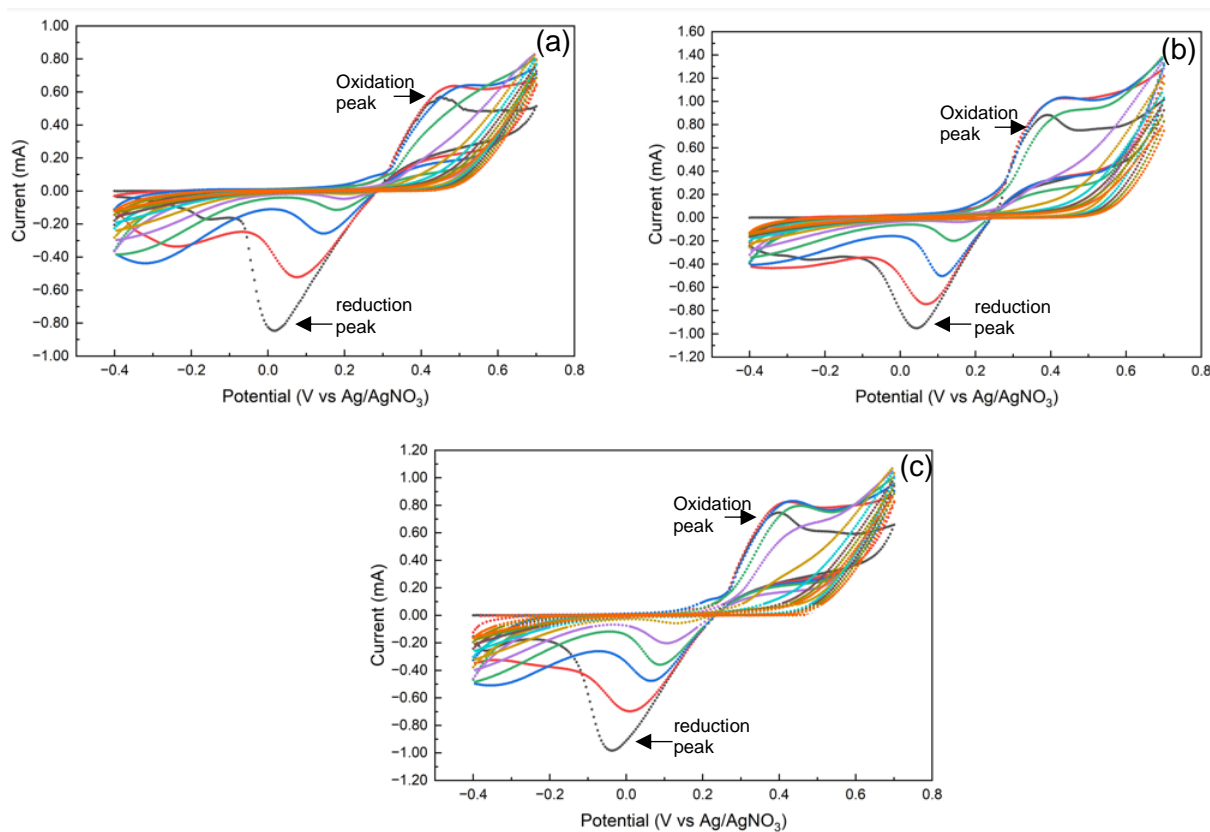 (a)
1.00
0.80
0.60
0.40
0.20
0.00
−0.20
−0.40
−0.60
−0.80
−1.00
Current (mA)
Oxidation
peak
reduction
peak
−0.4 −0.2 0.0 0.2 0.4 0.6 0.8
Potential (V vs Ag/AgNO₃)
(b)
1.60
1.40
1.20
1.00
0.80
0.60
0.40
0.20
0.00
−0.20
−0.40
−0.60
−0.80
−1.00
−1.20
Current (mA)
Oxidation
peak
reduction
peak
−0.4 −0.2 0.0 0.2 0.4 0.6 0.8
Potential (V vs Ag/AgNO₃)
(c)
1.20
1.00
0.80
0.60
0.40
0.20
0.00
−0.20
−0.40
−0.60
−0.80
−1.00
−1.20
Current (mA)
Oxidation
peak
reduction
peak
−0.4 −0.2 0.0 0.2 0.4 0.6 0.8
Potential (V vs Ag/AgNO₃)